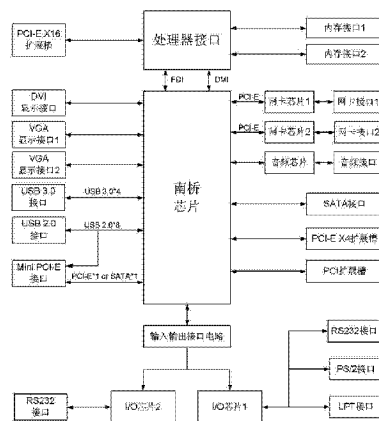 PCI-E X16
扩展槽
处理器接口
内存接口1
内存接口2
FDI
DMI
DMI
显示接口
VGA
显示接口1
VGA
显示接口2
USB 3.0
接口
USB 3.0*4
USB 2.0
接口
USB 2.0*8
Mini PCI-E
接口
PCI-E*1 or SATA*1
南桥
芯片
PCI-E
网卡芯片1
网卡接口1
PCI-E
网卡芯片2
网卡接口2
音频芯片
音频接口
SATA接口
PCI-E X4扩展槽
PCI扩展槽
输入输出接口电路
RS232
接口
I/O芯片2
I/O芯片1
RS232接口
PS/2接口
LPT接口